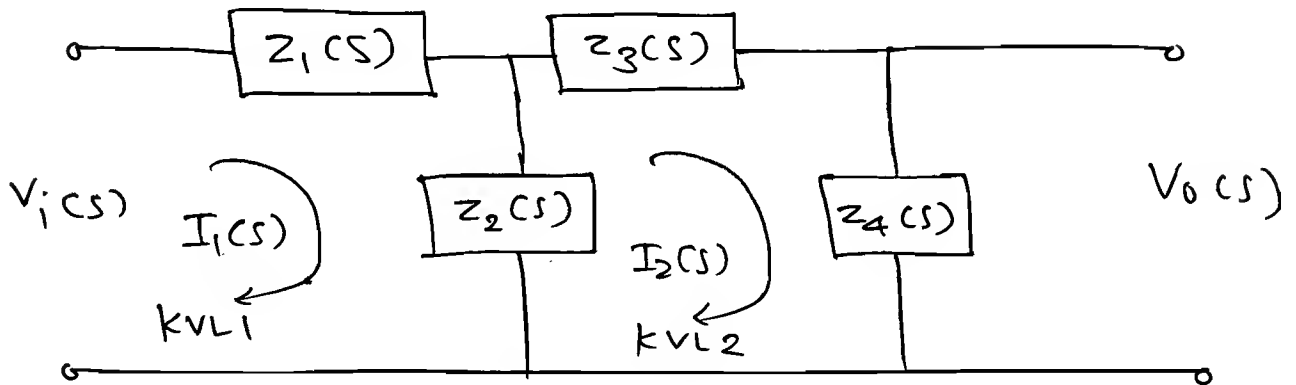 Z₁(S)
Z₃(S)
Vᵢ(S)
I₁(S)
KVL1
Z₂(S)
I₂(S)
KVL2
Z₄(S)
V₀(S)